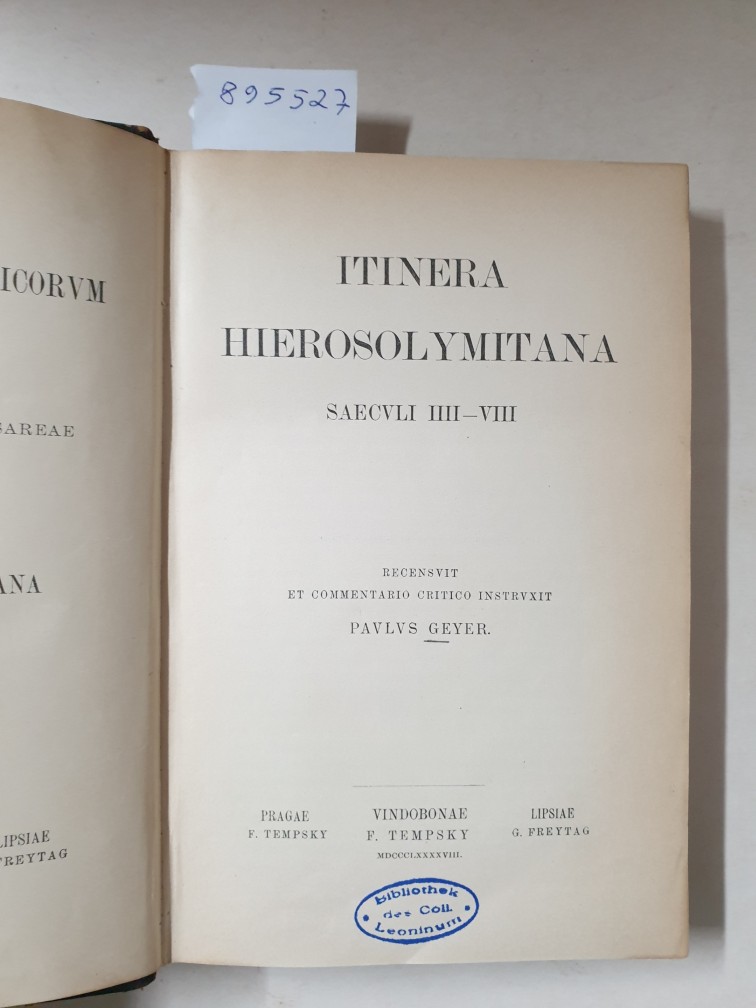 895527
ICORVM
SAREAE
ANA
LIPSIAE
FREYTAG
ITINERA
HIEROSOLYMITANA
SAECVLI IIII—VIII
RECENSVIT
ET COMMENTARIO CRITICO INSTRVXIT
PAVLVS GEYER.
PRAGAE
F. TEMPSKY
VINDOBONAE
F. TEMPSKY
MDCCCLXXXXVIII.
LIPSIAE
G. FREYTAG
Bibliothek
des Coll.
Leoninum